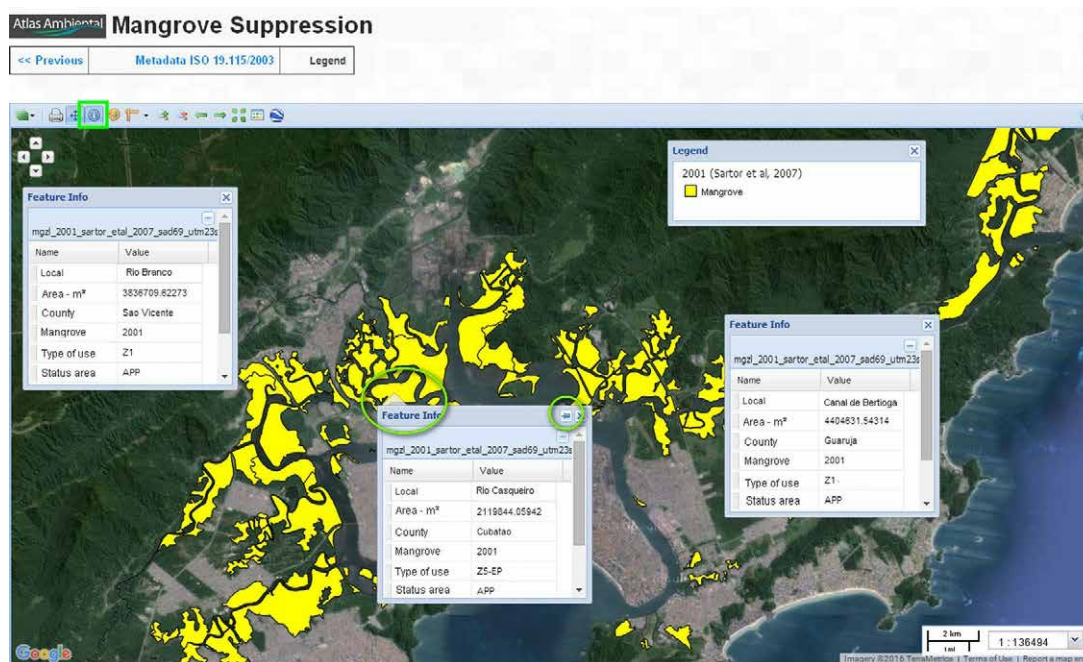 Atlas Ambiental
Mangrove Suppression
<< Previous Metadata ISO 19.115/2003 Legend
Legend
2001 (Sartor et al, 2007)
Mangrove
Feature Info
mgzl_2001_sartor_etal_2007_sad69_utm23s
Name Value
Local Rio Branco
Area - m² 3836709.62273
County Sao Vicente
Mangrove 2001
Type of use Z1
Status area APP
Feature Info
mgzl_2001_sartor_etal_2007_sad69_utm23s
Name Value
Local Canal de Bertioga
Area - m² 4404631.54314
County Guaruja
Mangrove 2001
Type of use Z1
Status area APP
Feature Info
mgzl_2001_sartor_etal_2007_sad69_utm23s
Name Value
Local Rio Casqueiro
Area - m² 2119844.05942
County Cubatao
Mangrove 2001
Type of use ZS-EP
Status area APP
2 km
1 mi
1 : 136494
Google
Imagery ©2016 TerraMetrics | Terms of Use | Report a map